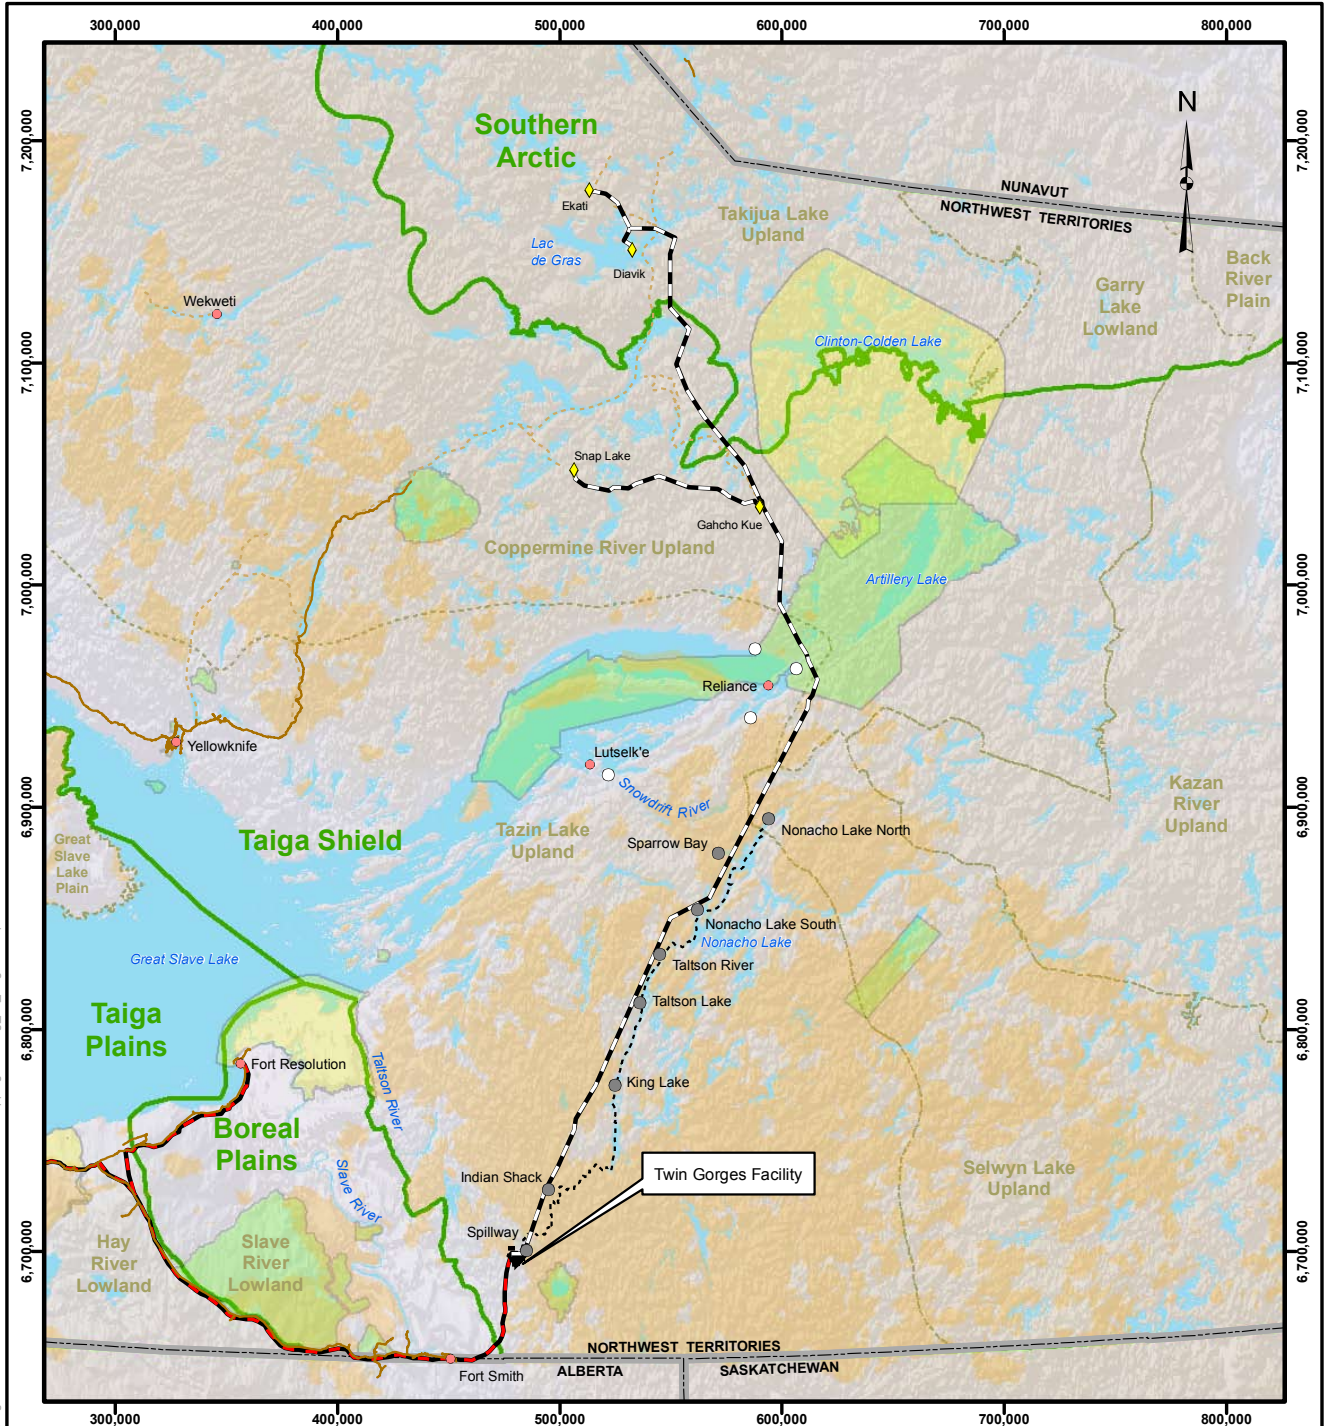 300,000
400,000
500,000
600,000
700,000
800,000
7,200,000
7,200,000
N
Southern
Arctic
NUNAVUT
NORTHWEST TERRITORIES
Ekati
Takijua Lake
Upland
Lac
de Gras
Diavik
Back
River
Plain
Garry
Lake
Lowland
Wekweti
Clinton-Colden Lake
7,100,000
7,100,000
Snap Lake
Gahcho Kue
Coppermine River Upland
Artillery Lake
7,000,000
7,000,000
Reliance
Yellowknife
Lutselk'e
Snowdrift River
Kazan
River
Upland
6,900,000
6,900,000
Taiga Shield
Tazin Lake
Upland
Nonacho Lake North
Sparrow Bay
Great
Slave
Lake
Plain
Nonacho Lake South
Nonacho Lake
Great Slave Lake
Taltson River
Taltson Lake
Taiga
Plains
6,800,000
6,800,000
Fort Resolution
Taltson River
King Lake
Boreal
Plains
Slave River
Indian Shack
Twin Gorges Facility
Selwyn Lake
Upland
Spillway
Hay
River
Lowland
Slave
River
Lowland
6,700,000
6,700,000
NORTHWEST TERRITORIES
Fort Smith
ALBERTA
SASKATCHEWAN
300,000
400,000
500,000
600,000
700,000
800,000